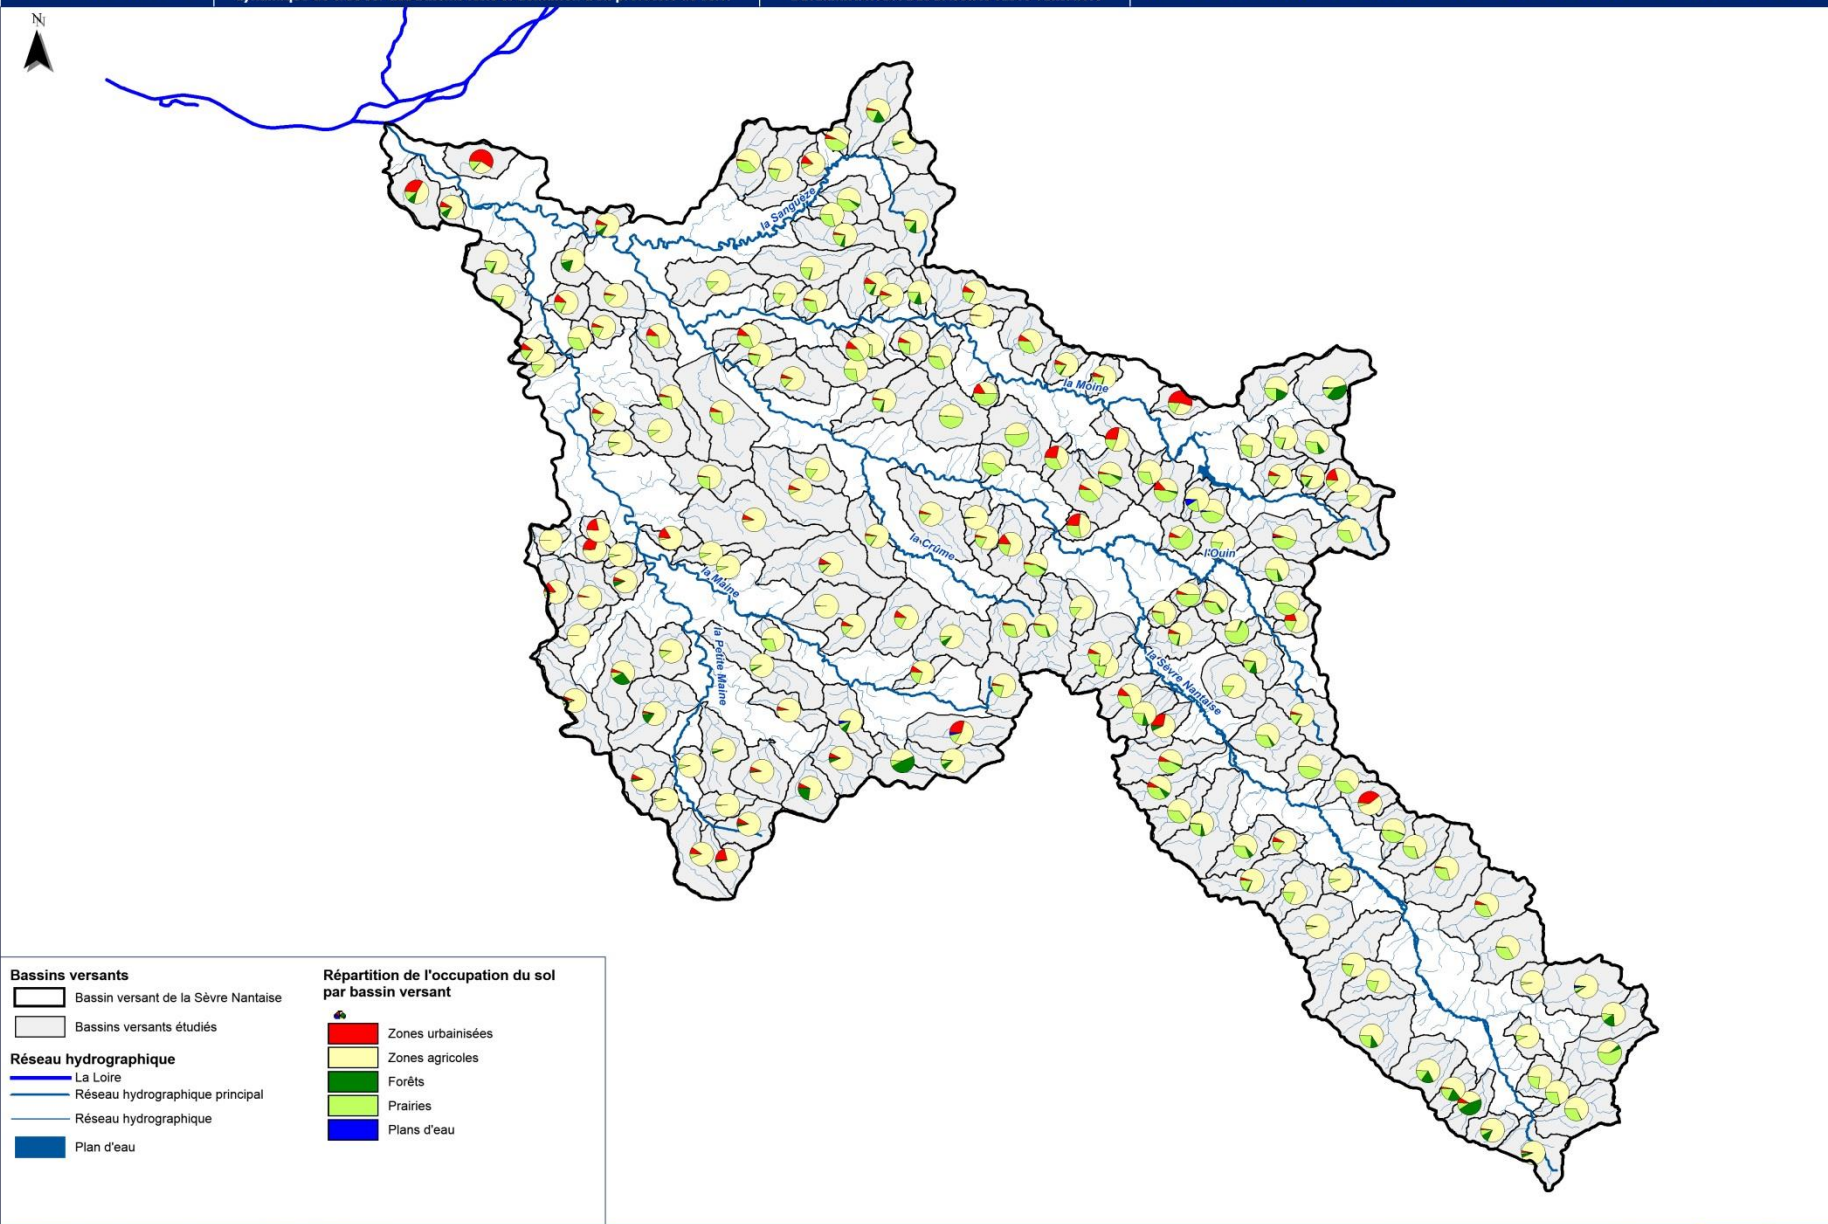 N
la Sanguèze
la Moine
la Crûme
l'Ouin
la Maine
la Petite Maine
la Sèvre Nantaise
Bassins versants
Bassin versant de la Sèvre Nantaise
Bassins versants étudiés
Réseau hydrographique
La Loire
Réseau hydrographique principal
Réseau hydrographique
Plan d'eau
Répartition de l'occupation du sol
par bassin versant
Zones urbainisées
Zones agricoles
Forêts
Prairies
Plans d'eau